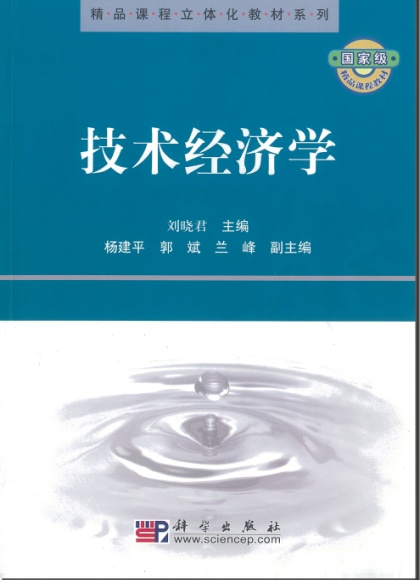 精·品·课·程·立·体·化·教·材·系·列
国家级
精品课程教材
技术经济学
刘晓君 主编
杨建平 郭 斌 兰 峰 副主编
科学出版社
www.sciencep.com